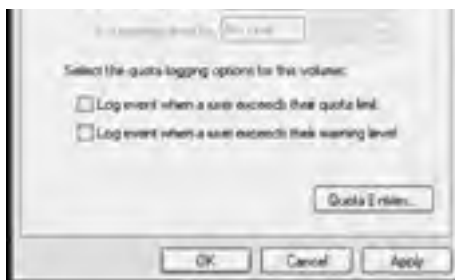 Select the quota logging options for this volume:
Log event when a user exceeds their quota limit
Log event when a user exceeds their warning level
Quota Entries...
OK Cancel Apply